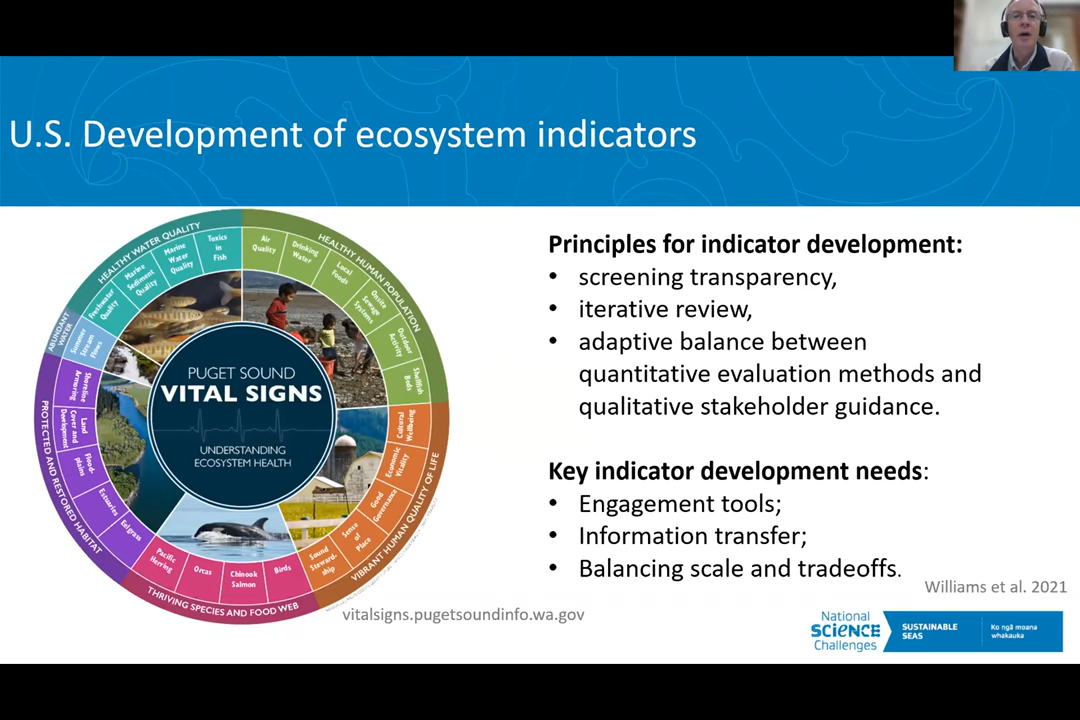 U.S. Development of ecosystem indicators
HEALTHY WATER QUALITY
Freshwater
Quality
Marine
Sediment
Quality
Marine
Water
Quality
Toxics
in
Fish
HEALTHY HUMAN POPULATION
Air
Quality
Drinking
Water
Local
Foods
Onsite
Sewage
Systems
Outdoor
Activity
Shellfish
Beds
VIBRANT HUMAN QUALITY OF LIFE
Cultural
Wellbeing
Economic
Vitality
Good
Governance
Sense
of
Place
Sound
Steward-
ship
THRIVING SPECIES AND FOOD WEB
Birds
Chinook
Salmon
Orcas
Pacific
Herring
PROTECTED AND RESTORED HABITAT
Eelgrass
Estuaries
Flood-
plains
Land
Cover and
Development
Shoreline
Armoring
ABUNDANT
WATER
Summer
Stream
Flows
PUGET SOUND
VITAL SIGNS
UNDERSTANDING
ECOSYSTEM HEALTH
vitalsigns.pugetsoundinfo.wa.gov
Principles for indicator development:
• screening transparency,
• iterative review,
• adaptive balance between
quantitative evaluation methods and
qualitative stakeholder guidance.
Key indicator development needs:
• Engagement tools;
• Information transfer;
• Balancing scale and tradeoffs.
Williams et al. 2021
National
SCiENCE
Challenges
SUSTAINABLE
SEAS
Ko ngā moana
whakauka